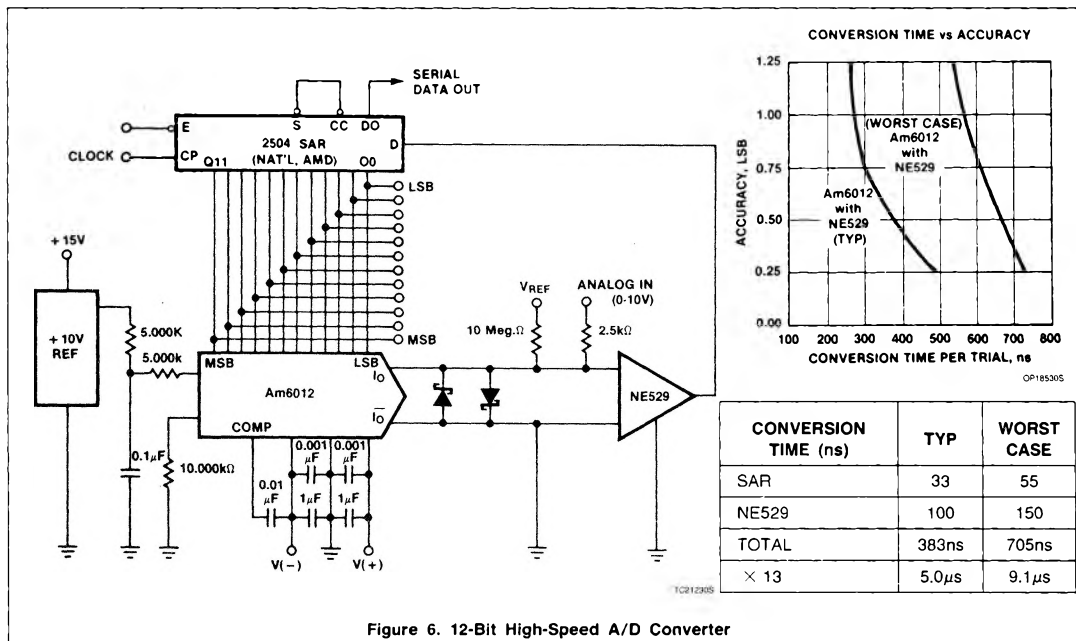 SERIAL
DATA OUT
E
S
CC
DO
CLOCK
CP
2504 SAR
(NAT'L, AMD)
D
Q11
O0
LSB
MSB
+15V
+10V
REF
5.000K
5.000k
0.1μF
10.000kΩ
MSB
LSB
Am6012
IO
IO
COMP
0.001
μF
0.001
μF
0.01
μF
1μF
1μF
V(−)
V(+)
VREF
10 Meg.Ω
ANALOG IN
(0-10V)
2.5kΩ
NE529
TC21230S
CONVERSION TIME vs ACCURACY
ACCURACY, LSB
1.25
1.00
0.75
0.50
0.25
0.00
(WORST CASE)
Am6012
with
NE529
Am6012
with
NE529
(TYP)
100 200 300 400 500 600 700 800
CONVERSION TIME PER TRIAL, ns
OP18530S
CONVERSION TIME (ns) TYP WORST CASE
SAR 33 55
NE529 100 150
TOTAL 383ns 705ns
× 13 5.0μs 9.1μs
Figure 6. 12-Bit High-Speed A/D Converter